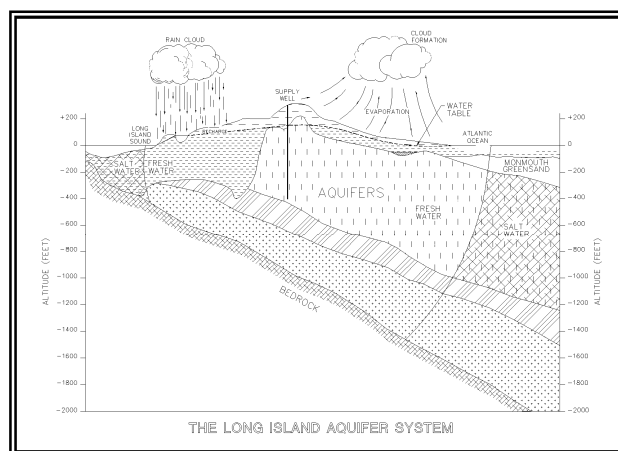 RAIN CLOUD
CLOUD
FORMATION
SUPPLY
WELL
EVAPORATION
WATER
TABLE
LONG
ISLAND
SOUND
RECHARGE
ATLANTIC
OCEAN
+200
0
-200
-400
-600
-800
-1000
-1200
-1400
-1600
-1800
-2000
ALTITUDE (FEET)
SALT
WATER
FRESH
WATER
AQUIFERS
FRESH
WATER
MONMOUTH
GREENSAND
SALT
WATER
BEDROCK
+200
0
-200
-400
-600
-800
-1000
-1200
-1400
-1600
-1800
-2000
ALTITUDE (FEET)
THE LONG ISLAND AQUIFER SYSTEM